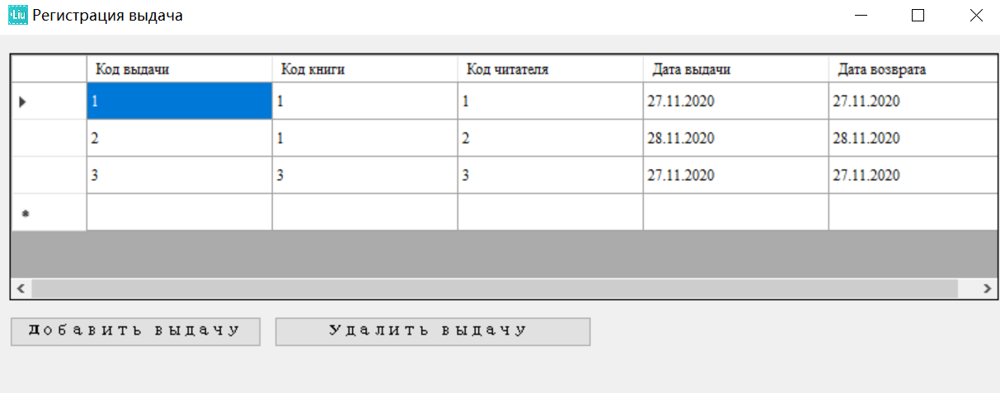 Liu Регистрация выдача
Код выдачи Код книги Код читателя Дата выдачи Дата возврата
1 1 1 27.11.2020 27.11.2020
2 1 2 28.11.2020 28.11.2020
3 3 3 27.11.2020 27.11.2020
Добавить выдачу Удалить выдачу